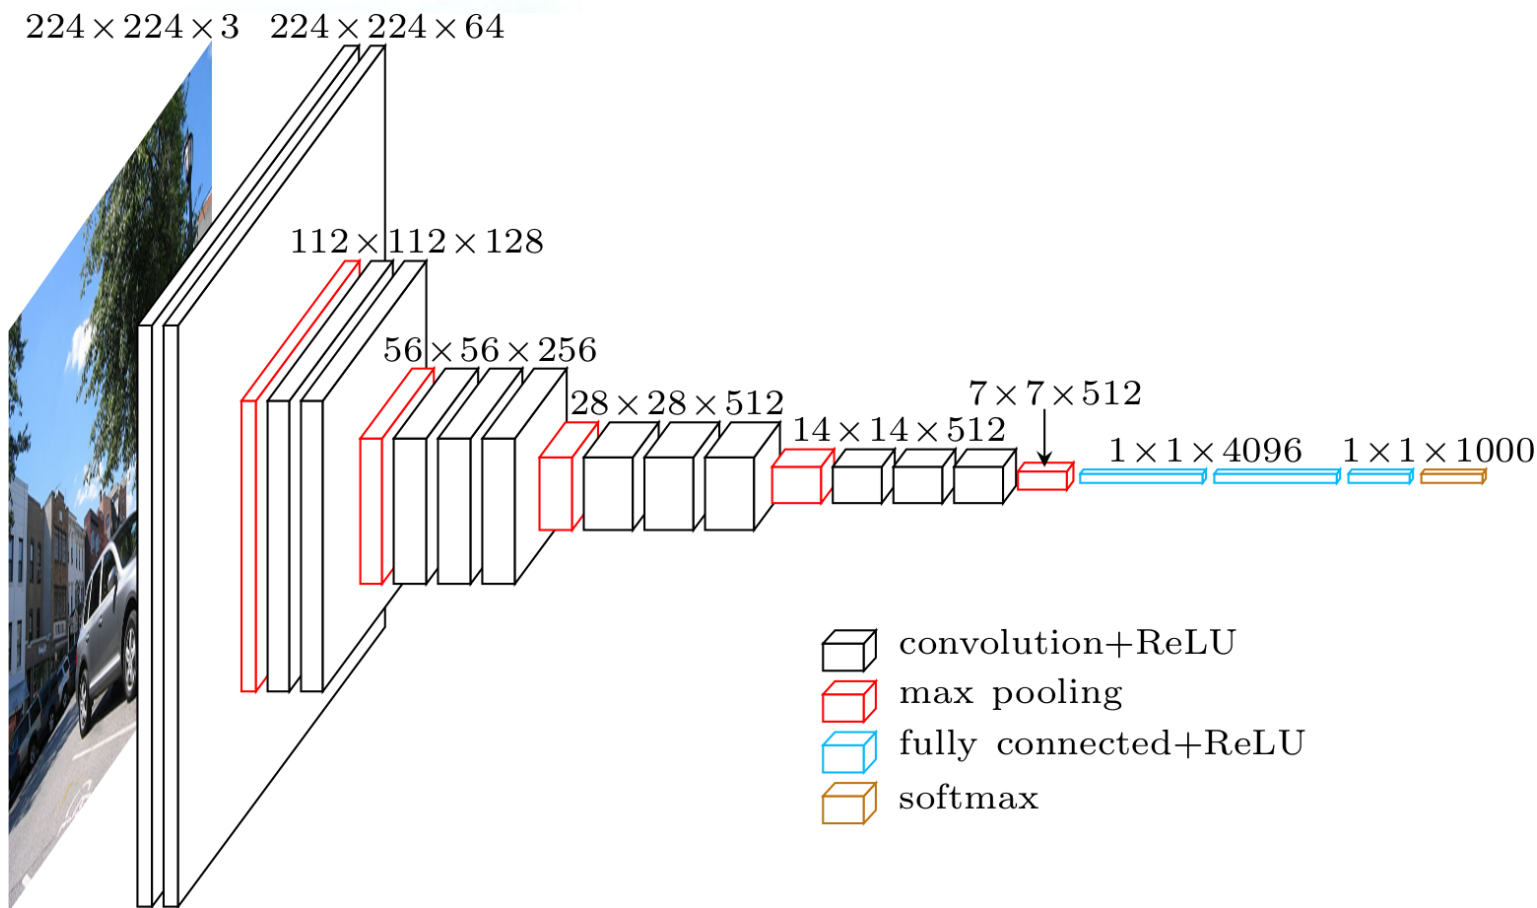 224×224×3
224×224×64
112×112×128
56×56×256
28×28×512
14×14×512
7×7×512
1×1×4096
1×1×1000
convolution+ReLU
max pooling
fully connected+ReLU
softmax